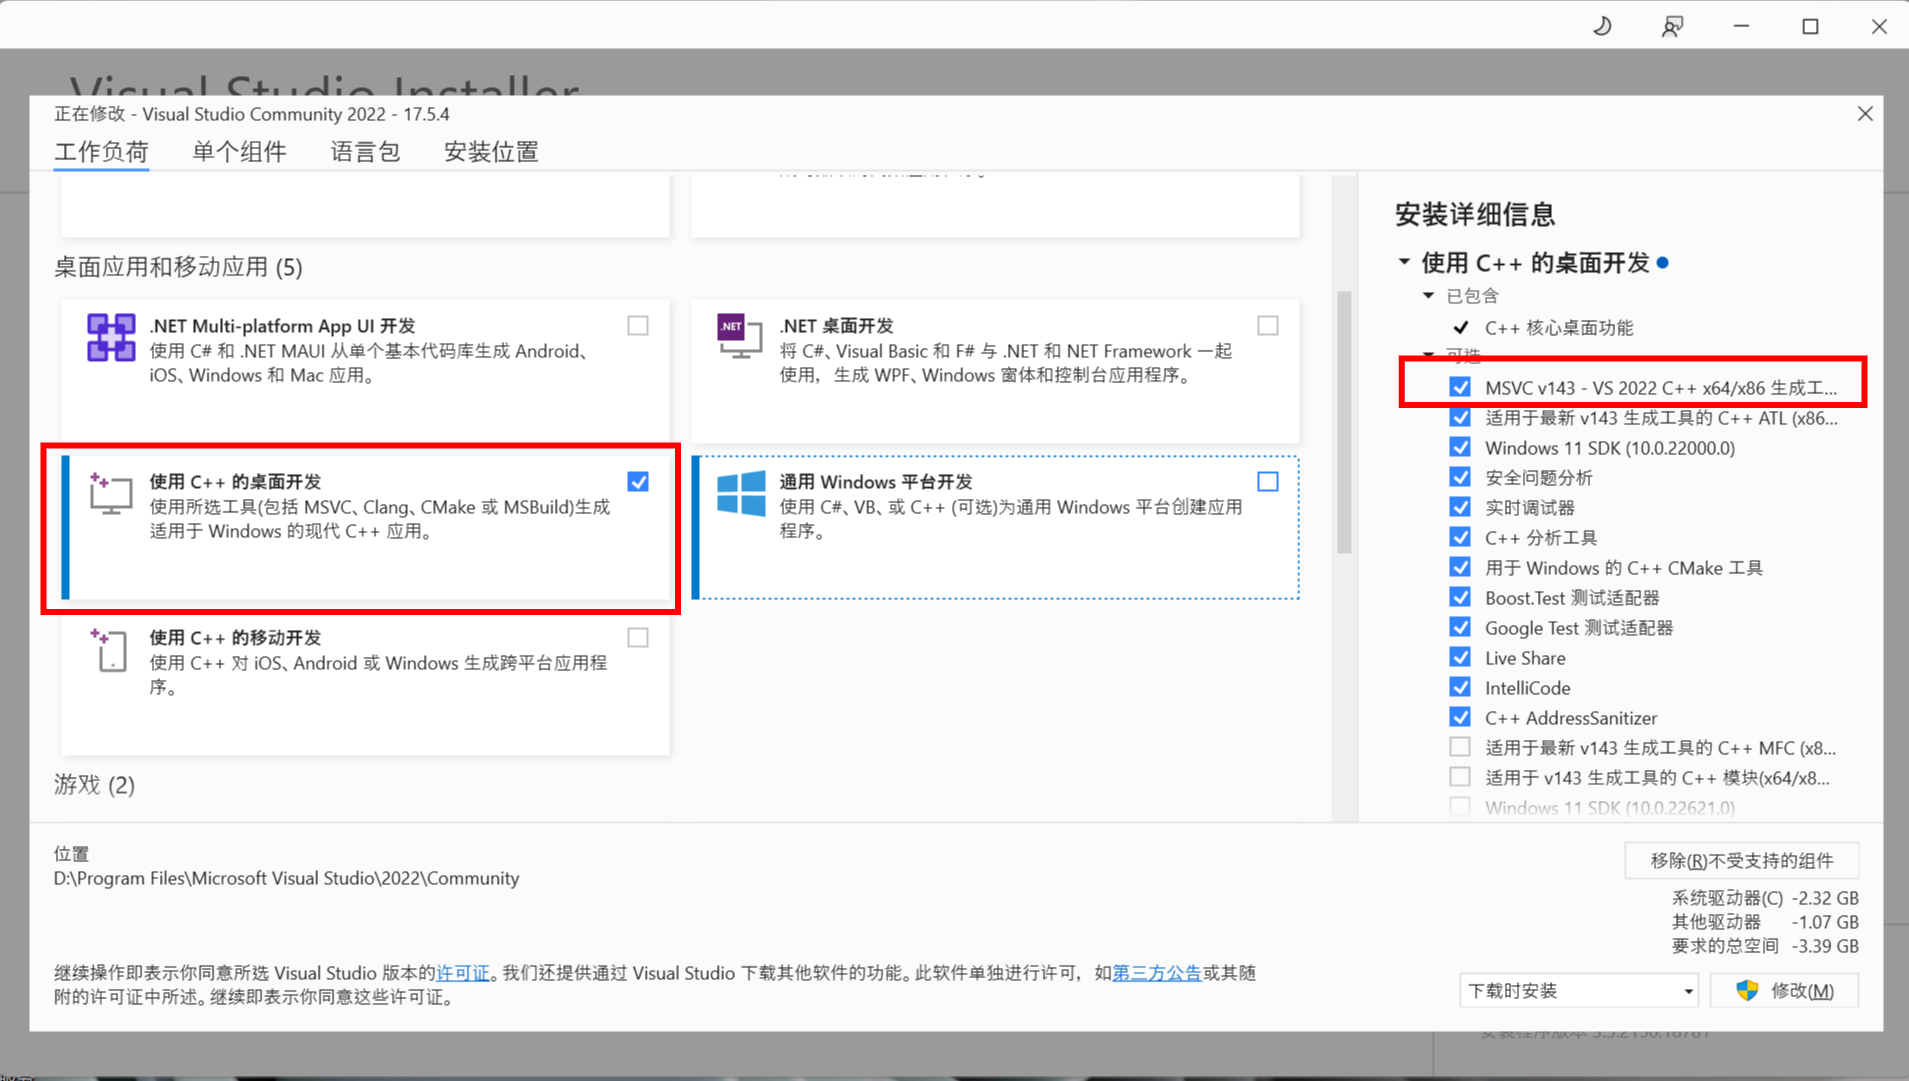 Visual Studio Installer
正在修改 - Visual Studio Community 2022 - 17.5.4
工作负荷 单个组件 语言包 安装位置
桌面应用和移动应用 (5)
.NET Multi-platform App UI 开发
使用 C# 和 .NET MAUI 从单个基本代码库生成 Android、
iOS、Windows 和 Mac 应用。
.NET
.NET 桌面开发
将 C#、Visual Basic 和 F# 与 .NET 和 NET Framework 一起
使用，生成 WPF、Windows 窗体和控制台应用程序。
使用 C++ 的桌面开发
使用所选工具(包括 MSVC、Clang、CMake 或 MSBuild)生成
适用于 Windows 的现代 C++ 应用。
通用 Windows 平台开发
使用 C#、VB、或 C++ (可选)为通用 Windows 平台创建应用
程序。
使用 C++ 的移动开发
使用 C++ 对 iOS、Android 或 Windows 生成跨平台应用程
序。
游戏 (2)
安装详细信息
使用 C++ 的桌面开发
已包含
C++ 核心桌面功能
可选
MSVC v143 - VS 2022 C++ x64/x86 生成工...
适用于最新 v143 生成工具的 C++ ATL (x86...
Windows 11 SDK (10.0.22000.0)
安全问题分析
实时调试器
C++ 分析工具
用于 Windows 的 C++ CMake 工具
Boost.Test 测试适配器
Google Test 测试适配器
Live Share
IntelliCode
C++ AddressSanitizer
适用于最新 v143 生成工具的 C++ MFC (x8...
适用于 v143 生成工具的 C++ 模块(x64/x8...
Windows 11 SDK (10.0.22621.0)
位置
D:\Program Files\Microsoft Visual Studio\2022\Community
移除(R)不受支持的组件
系统驱动器(C) -2.32 GB
其他驱动器 -1.07 GB
要求的总空间 -3.39 GB
继续操作即表示你同意所选 Visual Studio 版本的许可证。我们还提供通过 Visual Studio 下载其他软件的功能。此软件单独进行许可，如第三方公告或其随
附的许可证中所述。继续即表示你同意这些许可证。
下载时安装
修改(M)